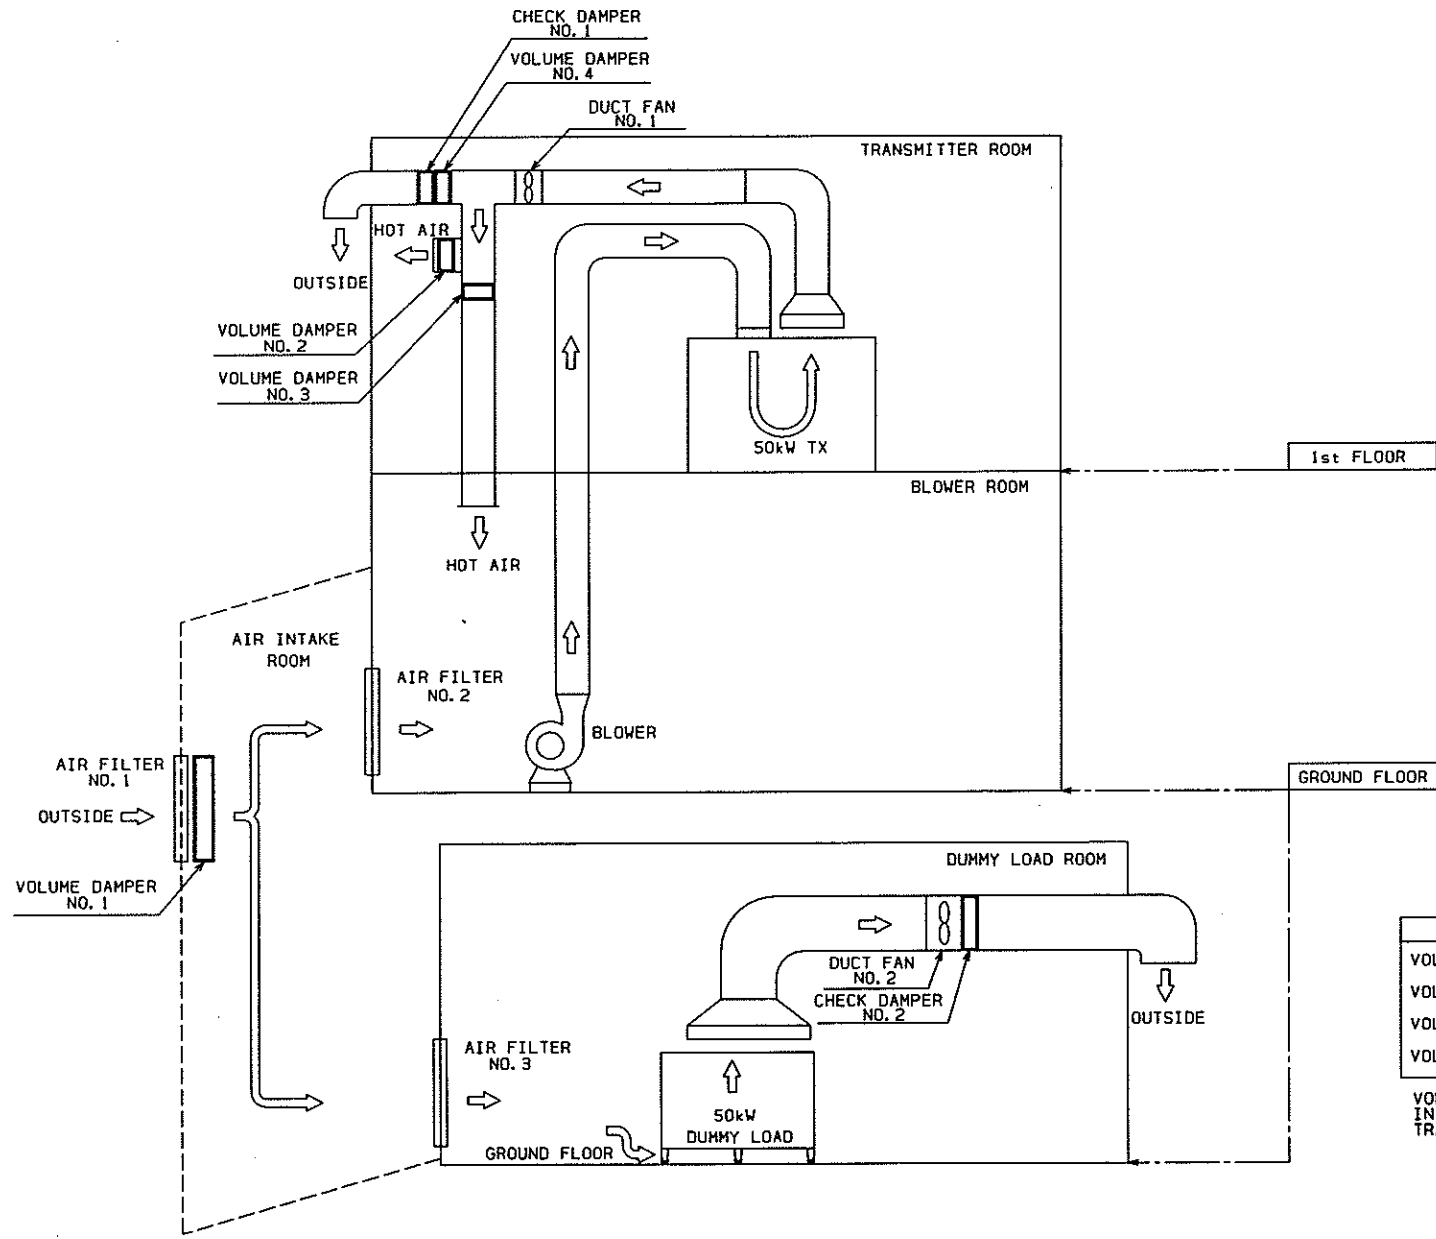 CHECK DAMPER
NO. 1
VOLUME DAMPER
NO. 4
DUCT FAN
NO. 1
TRANSMITTER ROOM
HOT AIR
OUTSIDE
VOLUME DAMPER
NO. 2
VOLUME DAMPER
NO. 3
50kW TX
1st FLOOR
BLOWER ROOM
HOT AIR
AIR INTAKE
ROOM
AIR FILTER
NO. 2
BLOWER
AIR FILTER
NO. 1
OUTSIDE
GROUND FLOOR
VOLUME DAMPER
NO. 1
DUMMY LOAD ROOM
DUCT FAN
NO. 2
CHECK DAMPER
NO. 2
OUTSIDE
AIR FILTER
NO. 3
50kW
DUMMY LOAD
GROUND FLOOR